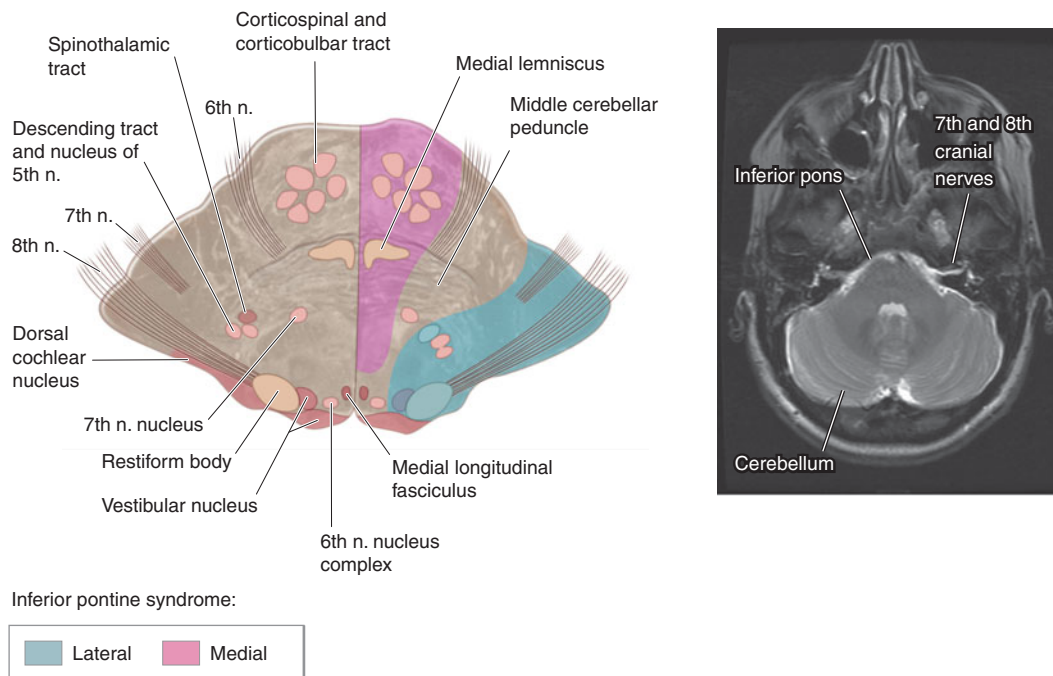 Corticospinal and
corticobulbar tract
Spinothalamic
tract
Medial lemniscus
6th n.
Middle cerebellar
peduncle
Descending tract
and nucleus of
5th n.
7th n.
8th n.
Dorsal
cochlear
nucleus
7th n. nucleus
Restiform body
Vestibular nucleus
Medial longitudinal
fasciculus
6th n. nucleus
complex
7th and 8th
cranial
nerves
Inferior pons
Cerebellum
Inferior pontine syndrome:
Lateral
Medial